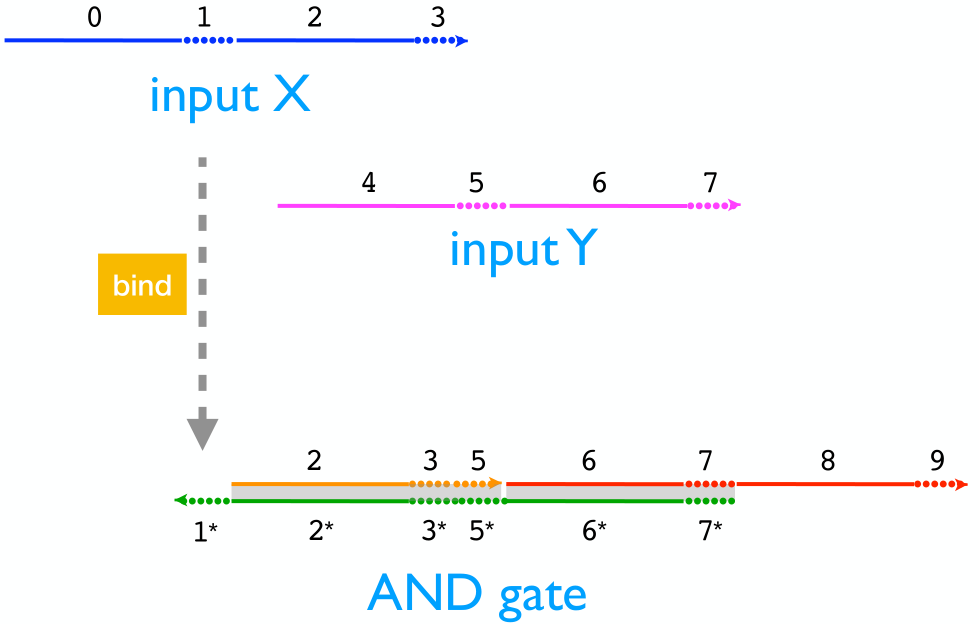 0 1 2 3
input X
4 5 6 7
input Y
bind
2 3 5 6 7 8 9
1* 2* 3* 5* 6* 7*
AND gate